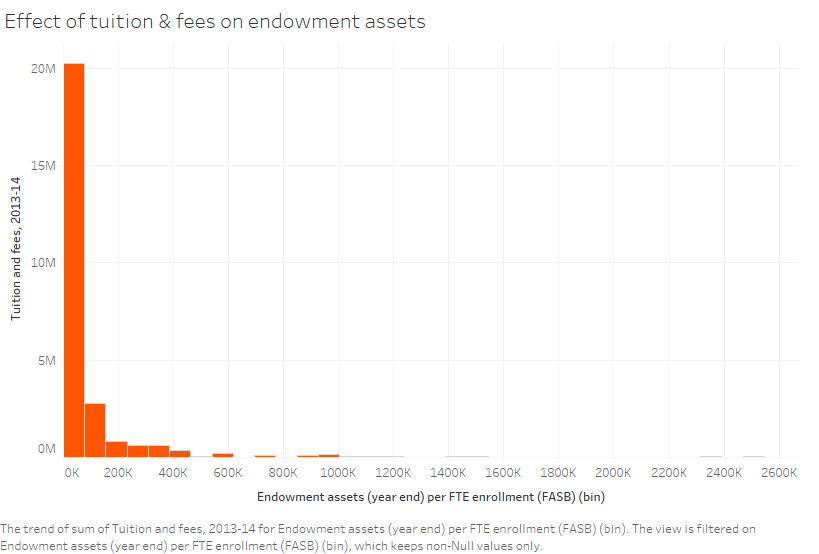 Effect of tuition & fees on endowment assets
20M
15M
10M
5M
0M
Tuition and fees, 2013-14
0K 200K 400K 600K 800K 1000K 1200K 1400K 1600K 1800K 2000K 2200K 2400K 2600K
Endowment assets (year end) per FTE enrollment (FASB) (bin)
The trend of sum of Tuition and fees, 2013-14 for Endowment assets (year end) per FTE enrollment (FASB) (bin). The view is filtered on
Endowment assets (year end) per FTE enrollment (FASB) (bin), which keeps non-Null values only.